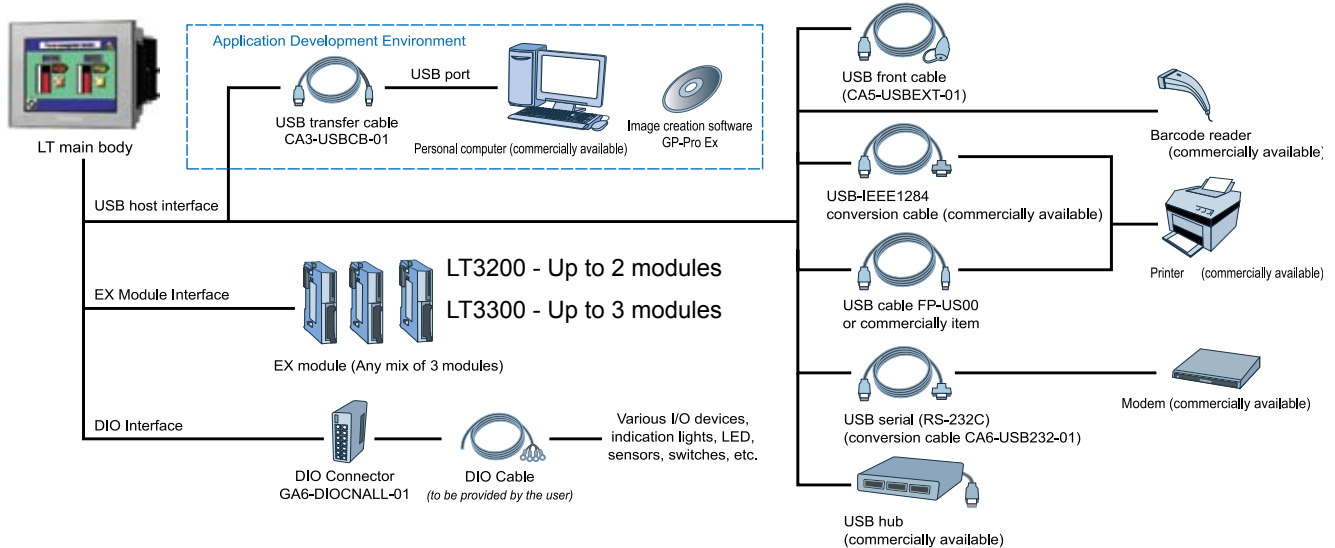 Application Development Environment
USB port
USB transfer cable
CA3-USBCB-01
Personal computer (commercially available)
Image creation software
GP-Pro Ex
LT main body
USB host interface
EX Module Interface
LT3200 - Up to 2 modules
LT3300 - Up to 3 modules
EX module (Any mix of 3 modules)
DIO Interface
DIO Connector
GA6-DIOCNALL-01
DIO Cable
(to be provided by the user)
Various I/O devices,
indication lights, LED,
sensors, switches, etc.
USB front cable
(CA5-USBEXT-01)
Barcode reader
(commercially available)
USB-IEEE1284
conversion cable (commercially available)
Printer (commercially available)
USB cable FP-US00
or commercially item
USB serial (RS-232C)
(conversion cable CA6-USB232-01)
Modem (commercially available)
USB hub
(commercially available)